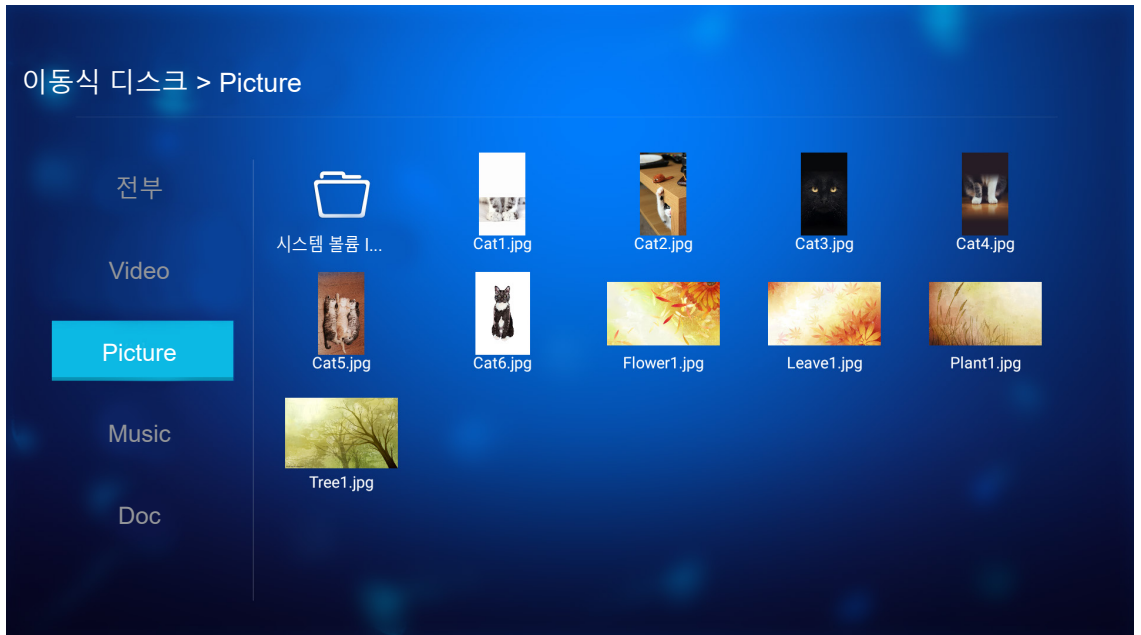 이동식 디스크 > Picture
전부
Video
Picture
Music
Doc
시스템 볼륨 I...
Cat1.jpg
Cat2.jpg
Cat3.jpg
Cat4.jpg
Cat5.jpg
Cat6.jpg
Flower1.jpg
Leave1.jpg
Plant1.jpg
Tree1.jpg